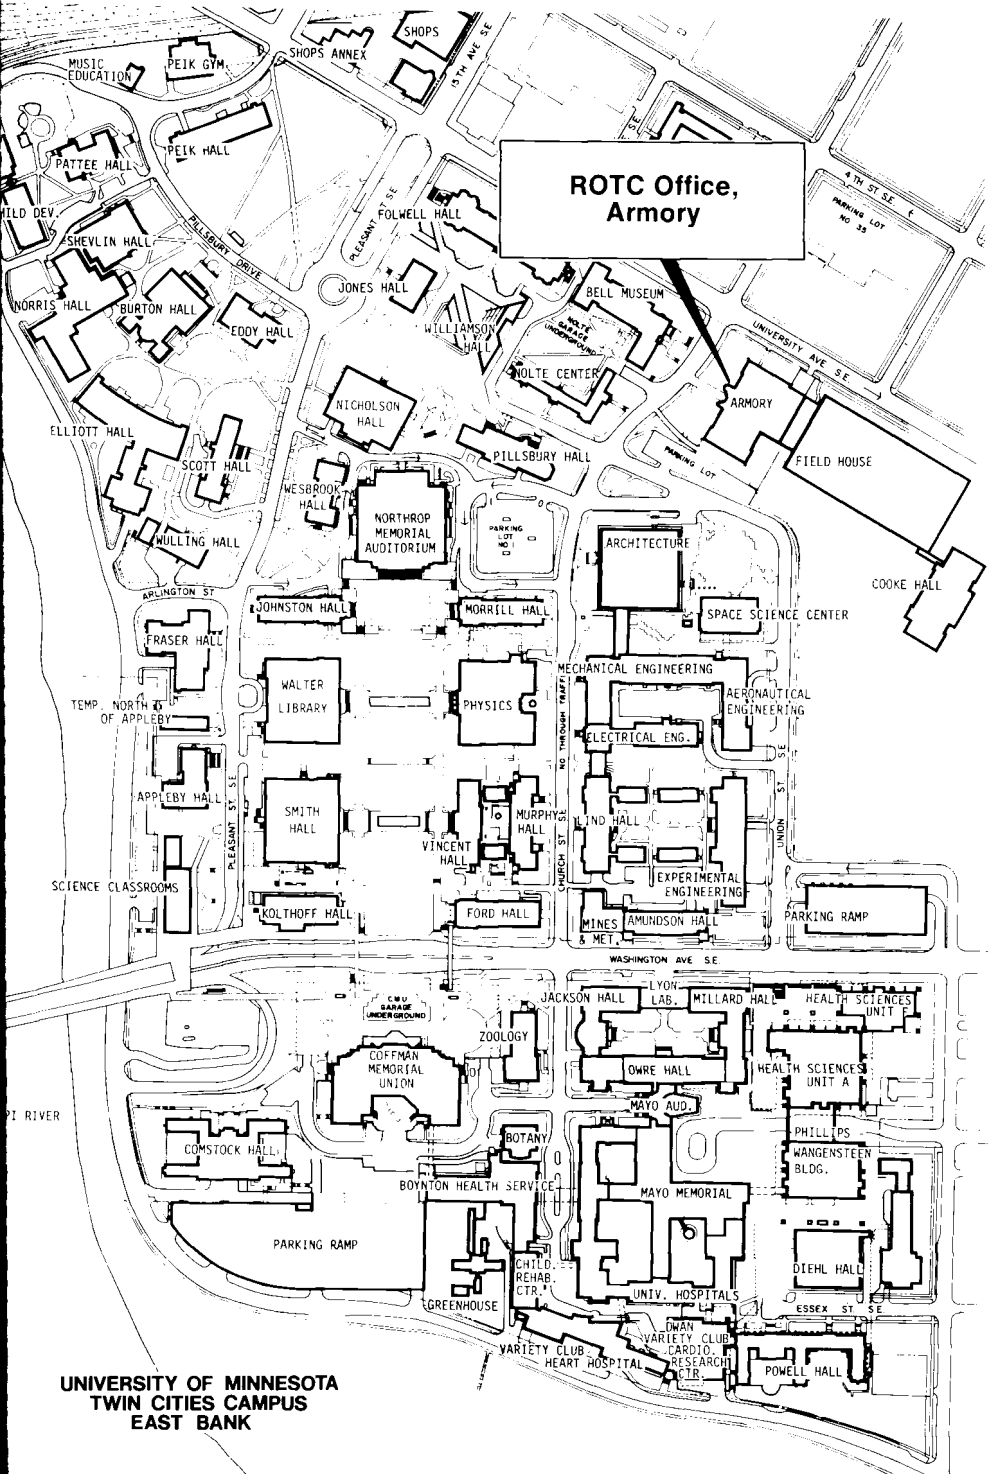 SHOPS
SHOPS ANNEX
15TH AVE S.E.
MUSIC
EDUCATION
PEIK GYM
PEIK HALL
PATTEE HALL
HILD DEV.
SHEVLIN HALL
PILLSBURY DRIVE
PLEASANT ST S.E.
FOLWELL HALL
S.E.
ROTC Office,
Armory
4 TH ST. S.E.
PARKING LOT
NO 33
NORRIS HALL
BURTON HALL
EDDY HALL
JONES HALL
WILLIAMSON
HALL
BELL MUSEUM
NOLTE
GARAGE
UNDERGROUND
NOLTE CENTER
UNIVERSITY AVE S.E.
ARMORY
FIELD HOUSE
PARKING LOT
NICHOLSON
HALL
PILLSBURY HALL
ELLIOTT HALL
SCOTT HALL
WESBROOK
HALL
WULLING HALL
NORTHROP
MEMORIAL
AUDITORIUM
PARKING
LOT
NO 1
ARCHITECTURE
COOKE HALL
ARLINGTON ST
JOHNSTON HALL
MORRILL HALL
SPACE SCIENCE CENTER
FRASER HALL
MECHANICAL ENGINEERING
WALTER
LIBRARY
PHYSICS
AERONAUTICAL
ENGINEERING
TEMP. NORTH
OF APPLEBY
NO THROUGH TRAFFIC
ELECTRICAL ENG.
APPLEBY HALL
PLEASANT ST S.E.
SMITH
HALL
VINCENT
HALL
MURPHY
HALL
CHURCH ST S.E.
LIND HALL
UNION ST S.E
EXPERIMENTAL
ENGINEERING
SCIENCE CLASSROOMS
KOLTHOFF HALL
FORD HALL
MINES
& MET.
AMUNDSON HALL
PARKING RAMP
WASHINGTON AVE S.E.
C.M.U
GARAGE
UNDERGROUND
JACKSON HALL
LYON
LAB.
MILLARD HALL
HEALTH SCIENCES
UNIT F
ZOOLOGY
COFFMAN
MEMORIAL
UNION
OWRE HALL
HEALTH SCIENCES
UNIT A
MAYO AUD.
PI RIVER
COMSTOCK HALL
BOTANY
PHILLIPS
WANGENSTEEN
BLDG.
BOYNTON HEALTH SERVICE
MAYO MEMORIAL
PARKING RAMP
CHILD.
REHAB.
CTR.
DIEHL HALL
GREENHOUSE
UNIV. HOSPITALS
ESSEX ST S.E.
VARIETY CLUB
HEART HOSPITAL
DWAN
VARIETY CLUB
CARDIO.
RESEARCH
CTR.
POWELL HALL
UNIVERSITY OF MINNESOTA
TWIN CITIES CAMPUS
EAST BANK